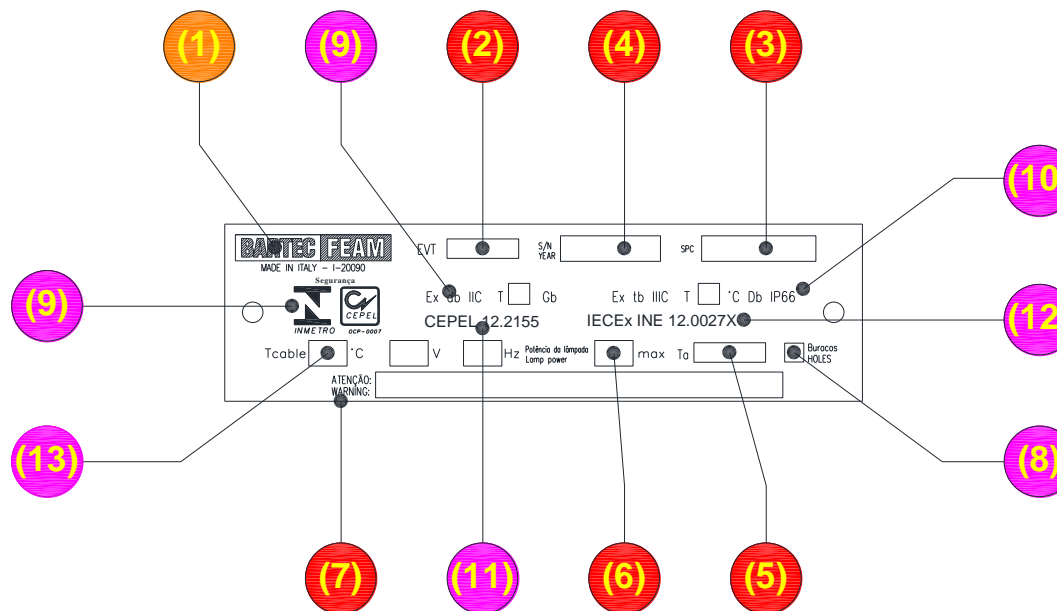 (1) (9) (2) (4) (3)
(10
BARTEC FEAM EVT S/N YEAR SPC
MADE IN ITALY - I-20090
Segurança
(9) Ex db IIC T Gb Ex tb IIIC T °C Db IP66
CEPEL
INMETRO OCP-0007 CEPEL 12.2155 IECEx INE 12.0027X (12
Tcable °C V Hz Potência da lâmpada Lamp power max Ta Buracos HOLES
ATENÇÃO:
WARNING:
(13) (8)
(7) (11) (6) (5)